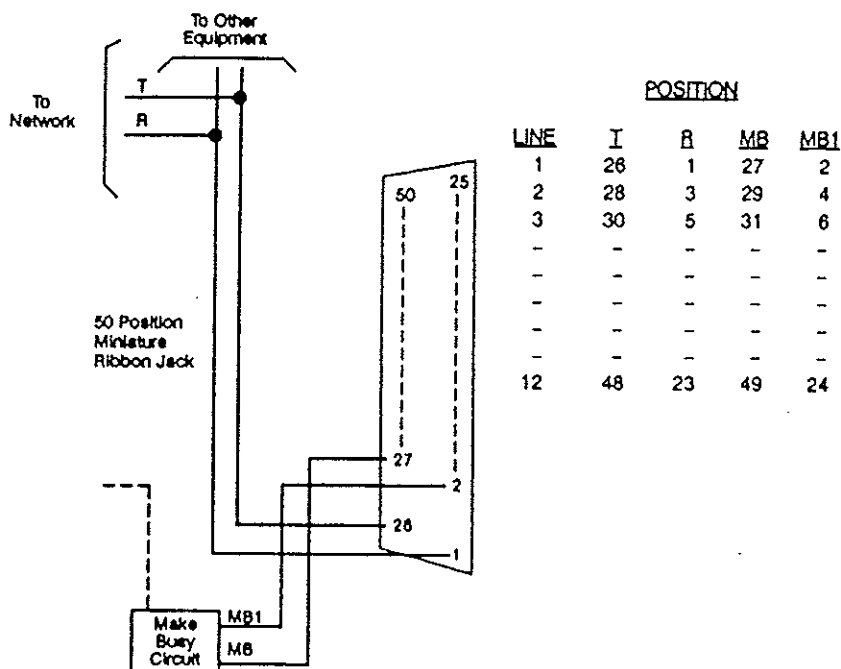 To Other
Equipment
To
Network
T
R
POSITION
LINE T R MB MB1
1 26 1 27 2
2 28 3 29 4
3 30 5 31 6
– – – – –
– – – – –
– – – – –
– – – – –
– – – – –
12 48 23 49 24
50 25
50 Position
Miniature
Ribbon Jack
27
2
26
1
Make
Busy
Circuit
MB1
MB